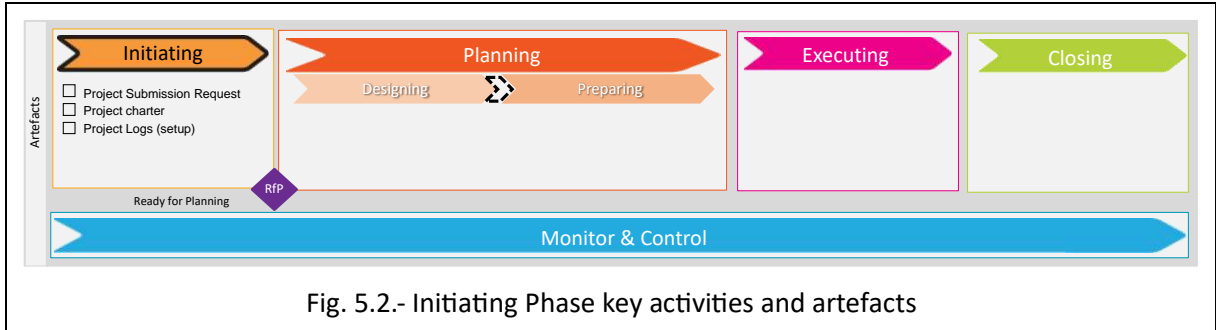 Artefacts
Initiating
Project Submission Request
Project charter
Project Logs (setup)
Planning
Designing
Preparing
Executing
Closing
RfP
Ready for Planning
Monitor & Control
Fig. 5.2.- Initiating Phase key activities and artefacts